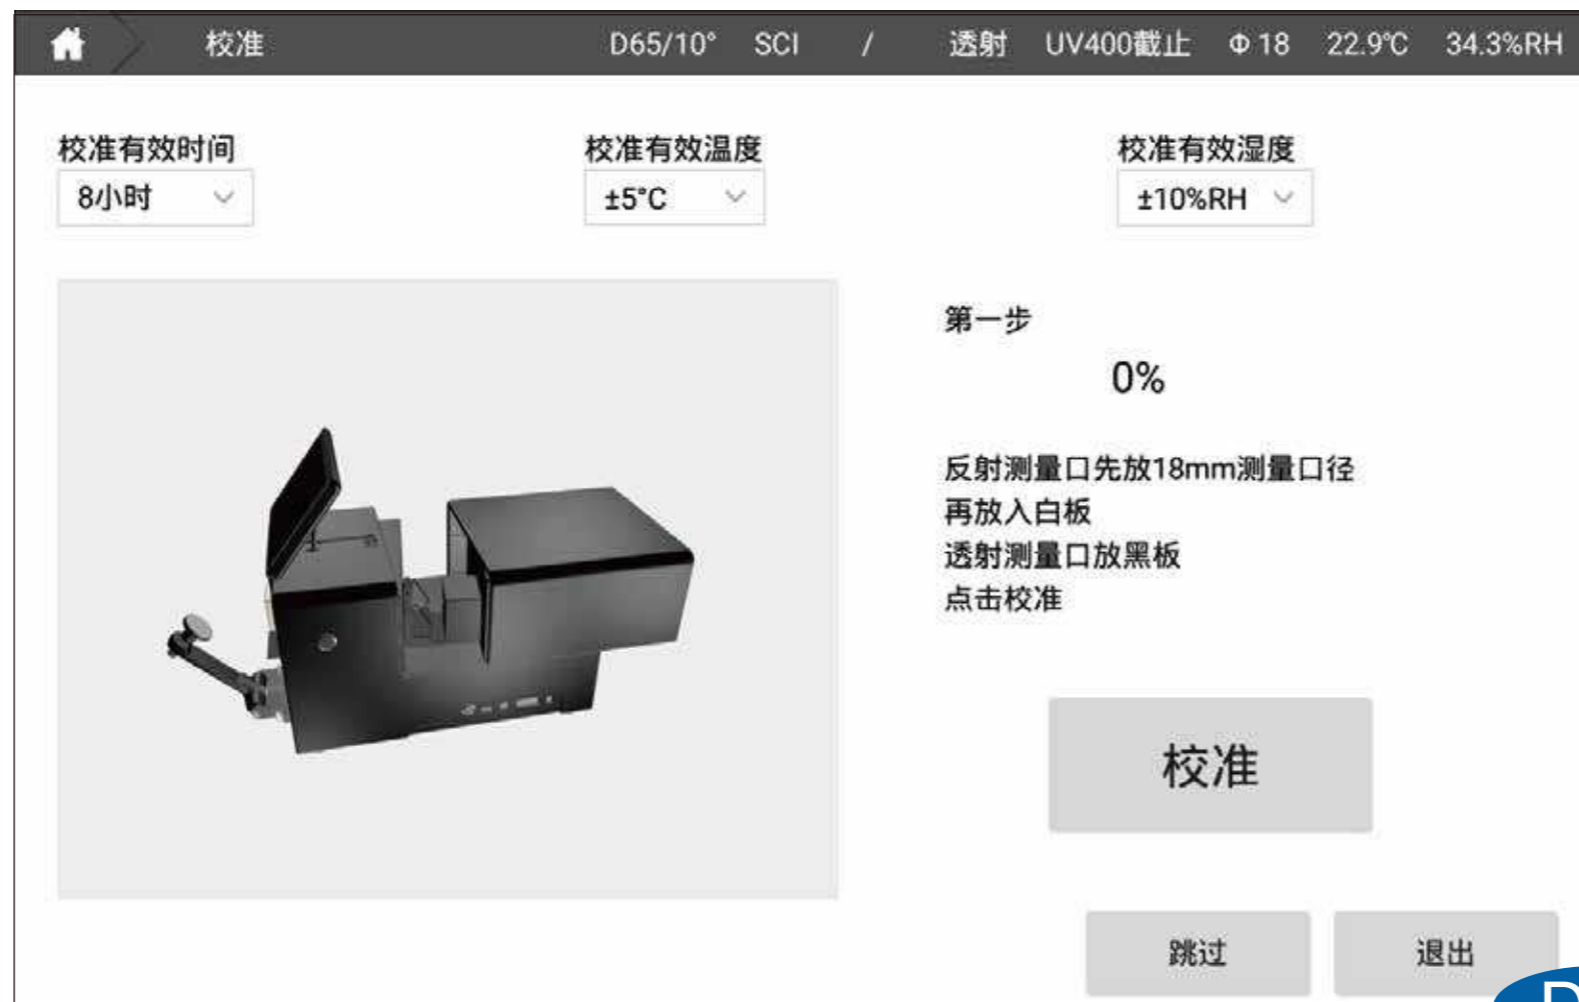 校准 D65/10° SCI / 透射 UV400截止 Φ 18 22.9℃ 34.3%RH
校准有效时间 校准有效温度 校准有效湿度
8小时 ±5°C ±10%RH
第一步
0%
反射测量口先放18mm测量口径
再放入白板
透射测量口放黑板
点击校准
校准
跳过 退出